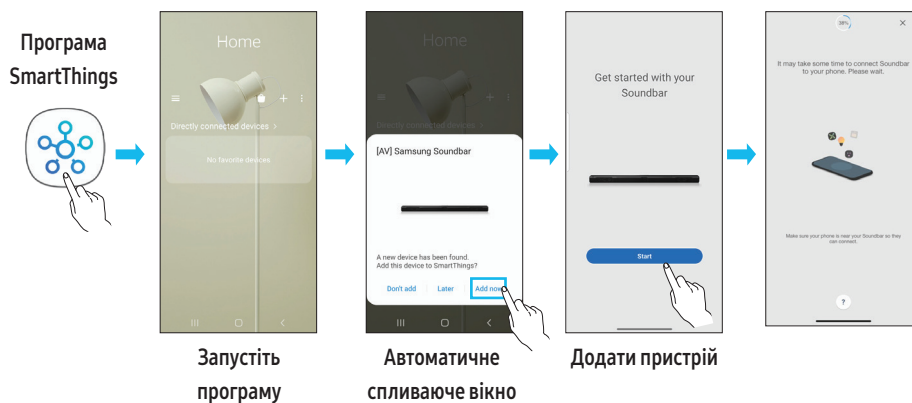 Програма
SmartThings
Home
Directly connected devices >
No favorite devices
Запустіть
програму
Home
Directly connected devices >
[AV] Samsung Soundbar
A new device has been found.
Add this device to SmartThings?
Don't add Later Add now
Автоматичне
спливаюче вікно
Get started with your
Soundbar
Start
Додати пристрій
It may take some time to connect Soundbar
to your phone. Please wait.
Make sure your phone is near your Soundbar so they
can connect.
?